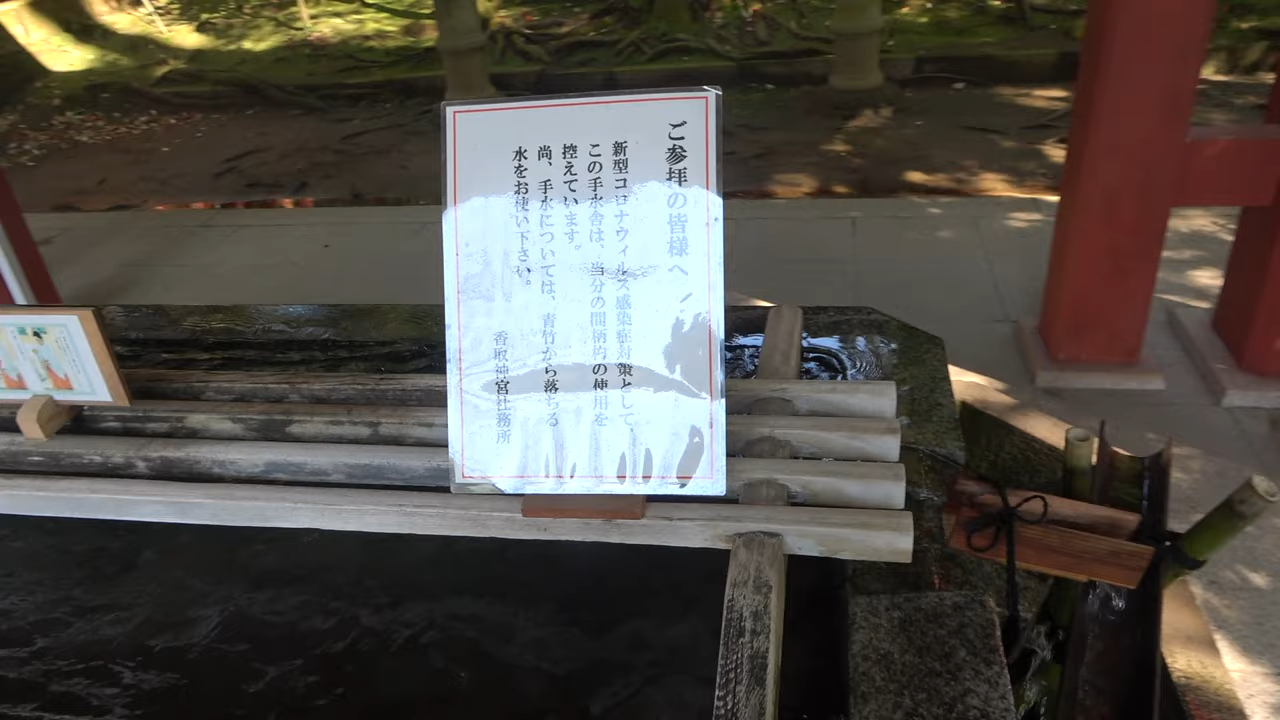 ご参拝の皆様へ
新型コロナウィルス感染症対策として
この手水舎は、当分の間柄杓の使用を
控えています。
尚、手水については、青竹から落ちる
水をお使い下さい。
香取神宮社務所